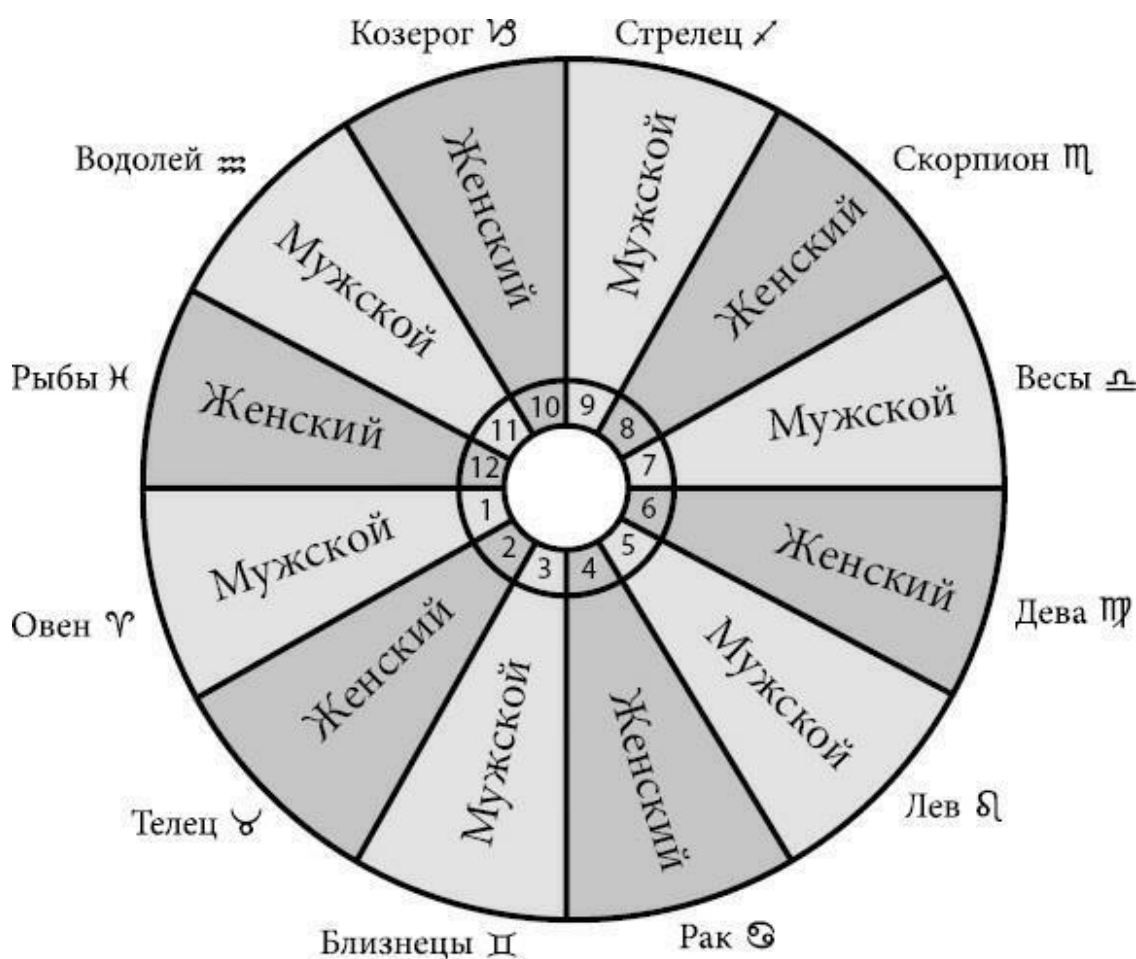 Козерог ♑
Стрелец ♐
Водолей ♒
Скорпион ♏
Рыбы ♓
Весы ♎
Овен ♈
Дева ♍
Телец ♉
Лев ♌
Близнецы ♊
Рак ♋
Женский
Мужской
Мужской
Женский
Женский
Мужской
Мужской
Женский
Женский
Мужской
Мужской
Женский
10
9
11
8
12
7
1
6
2
5
3
4